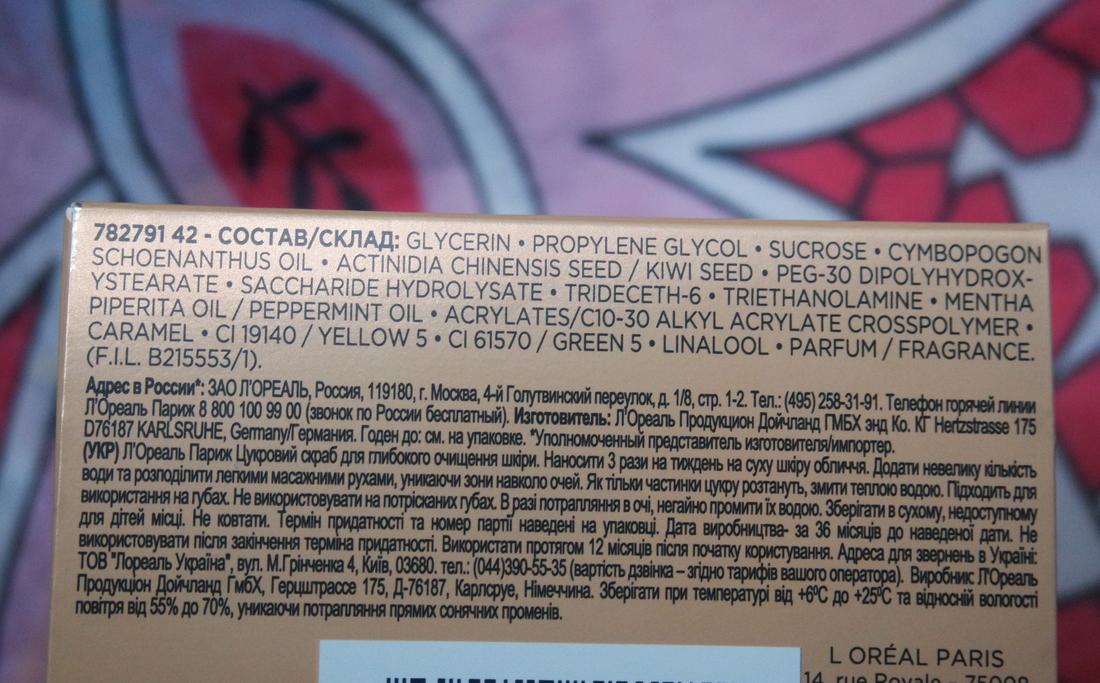 782791 42 - СОСТАВ/СКЛАД: GLYCERIN • PROPYLENE GLYCOL • SUCROSE • CYMBOPOGON
SCHOENANTHUS OIL • ACTINIDIA CHINENSIS SEED / KIWI SEED • PEG-30 DIPOLYHYDROX-
YSTEARATE • SACCHARIDE HYDROLYSATE • TRIDECETH-6 • TRIETHANOLAMINE • MENTHA
PIPERITA OIL / PEPPERMINT OIL • ACRYLATES/C10-30 ALKYL ACRYLATE CROSSPOLYMER •
CARAMEL • CI 19140 / YELLOW 5 • CI 61570 / GREEN 5 • LINALOOL • PARFUM / FRAGRANCE.
(F.I.L. B215553/1).
Адрес в России*: ЗАО Л'ОРЕАЛЬ, Россия, 119180, г. Москва, 4-й Голутвинский переулок, д. 1/8, стр. 1-2. Тел.: (495) 258-31-91. Телефон горячей линии
Л'Ореаль Париж 8 800 100 99 00 (звонок по России бесплатный). Изготовитель: Л'Ореаль Продукцион Дойчланд ГМБХ энд Ко. КГ Hertzstrasse 175
D76187 KARLSRUHE, Germany/Германия. Годен до: см. на упаковке. *Уполномоченный представитель изготовителя/импортер.
(УКР) Л'Ореаль Париж Цукровий скраб для глибокого очищення шкіри. Наносити 3 рази на тиждень на суху шкіру обличчя. Додати невелику кількість
води та розподілити легкими масажними рухами, уникаючи зони навколо очей. Як тільки частинки цукру розтануть, змити теплою водою. Підходить для
використання на губах. Не використовувати на потрісканих губах. В разі потрапляння в очі, негайно промити їх водою. Зберігати в сухому, недоступному
для дітей місці. Не ковтати. Термін придатності та номер партії наведені на упаковці. Дата виробництва- за 36 місяців до наведеної дати. Не
використовувати після закінчення терміна придатності. Використати протягом 12 місяців після початку користування. Адреса для звернень в Україні:
ТОВ "Лореаль Україна", вул. М.Грінченка 4, Київ, 03680. тел.: (044)390-55-35 (вартість дзвінка – згідно тарифів вашого оператора). Виробник: Л'Ореаль
Продукціон Дойчланд ГмбХ, Герцштрассе 175, Д-76187, Карлсруе, Німеччина. Зберігати при температурі від +6ºС до +25ºС та відносній вологості
повітря від 55% до 70%, уникаючи потрапляння прямих сонячних променів.
L ORÉAL PARIS
14, rue Royale - 75008